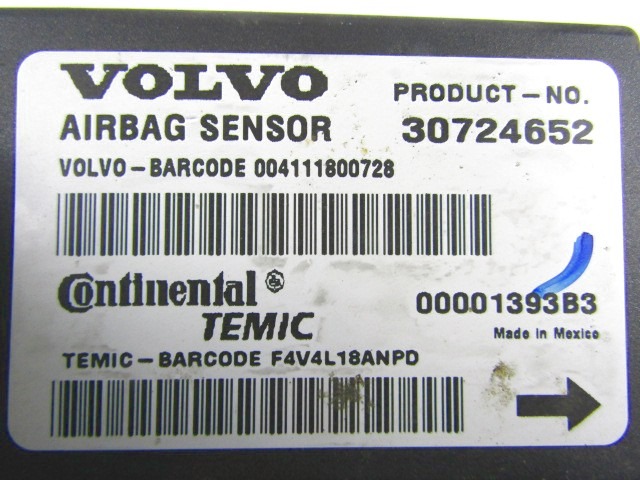 VOLVO
PRODUCT-NO.
AIRBAG SENSOR 30724652
VOLVO-BARCODE 004111800728
Continental
TEMIC
00001393B3
Made in Mexico
TEMIC-BARCODE F4V4L18ANPD